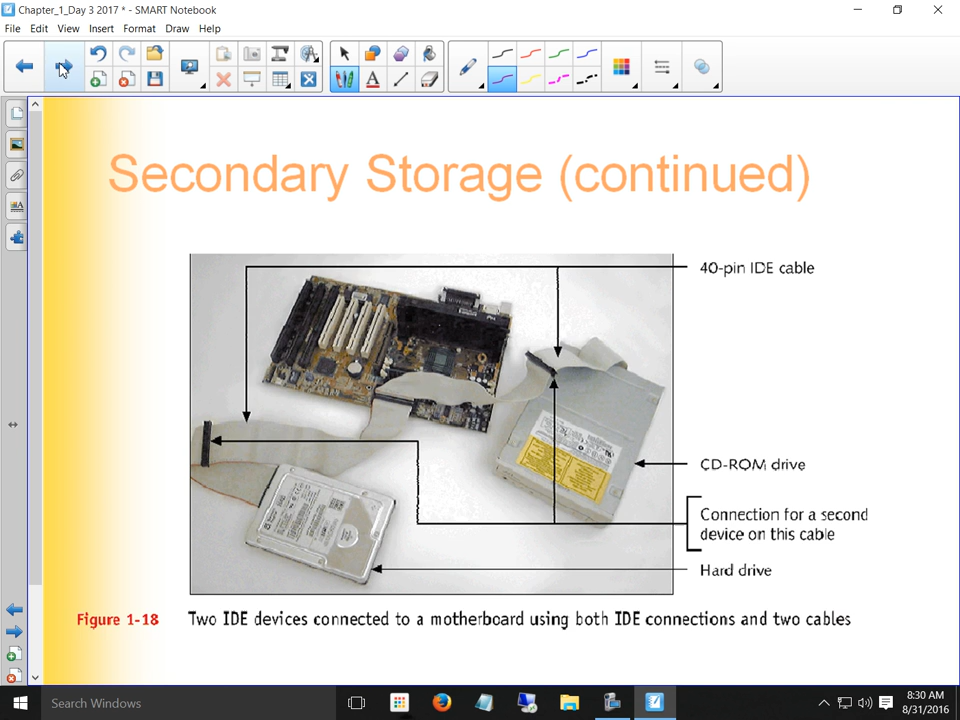 Chapter_1_Day 3 2017 * - SMART Notebook
File Edit View Insert Format Draw Help
Secondary Storage (continued)
40-pin IDE cable
CD-ROM drive
Connection for a second
device on this cable
Hard drive
Figure 1-18 Two IDE devices connected to a motherboard using both IDE connections and two cables
Search Windows
8:30 AM
8/31/2016